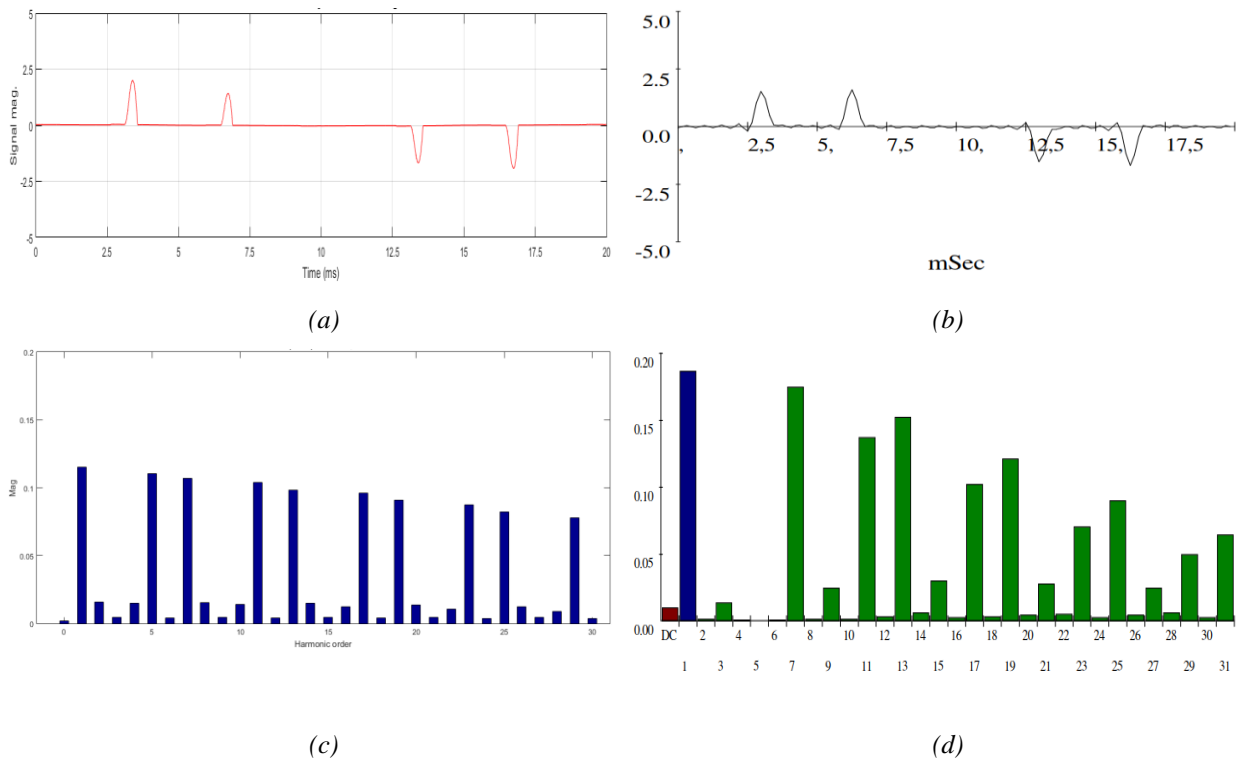 5
2.5
0
-2.5
-5
Signal mag.
0 2.5 5 7.5 10 12.5 15 17.5 20
Time (ms)
(a)
5.0
2.5
0.0
-2.5
-5.0
, 2,5 5, 7,5 10, 12,5 15, 17,5
mSec
(b)
0.2
0.15
0.1
0.05
0
Mag
0 5 10 15 20 25 30
Harmonic order
(c)
0.20
0.15
0.10
0.05
0.00
DC 2 4 6 8 10 12 14 16 18 20 22 24 26 28 30
1 3 5 7 9 11 13 15 17 19 21 23 25 27 29 31
(d)